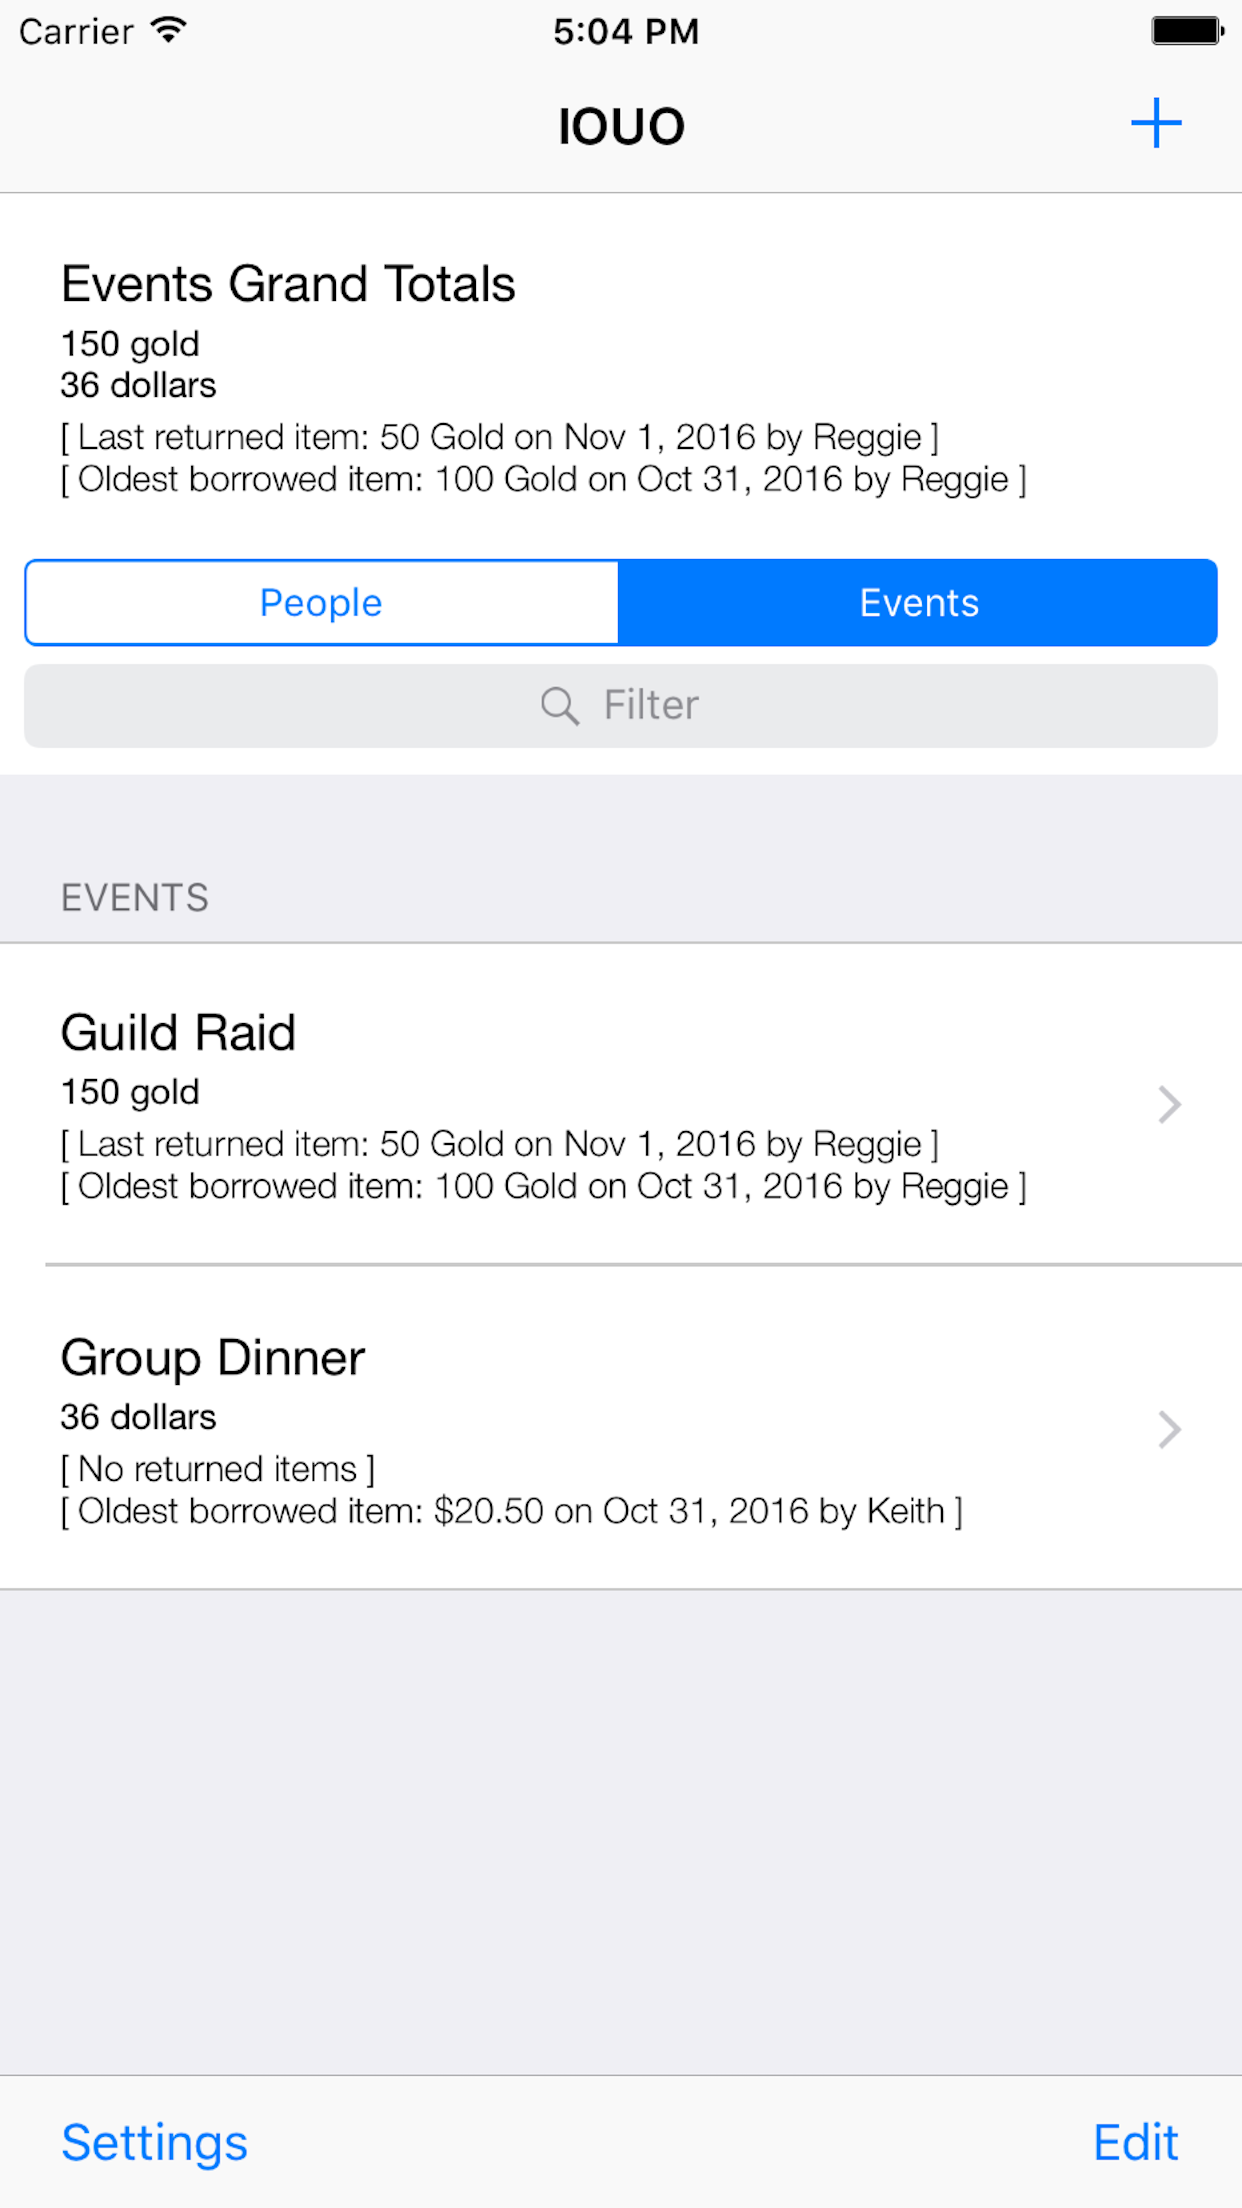 Carrier 5:04 PM
IOUO
Events Grand Totals
150 gold
36 dollars
[ Last returned item: 50 Gold on Nov 1, 2016 by Reggie ]
[ Oldest borrowed item: 100 Gold on Oct 31, 2016 by Reggie ]
People Events
Filter
EVENTS
Guild Raid
150 gold
[ Last returned item: 50 Gold on Nov 1, 2016 by Reggie ]
[ Oldest borrowed item: 100 Gold on Oct 31, 2016 by Reggie ]
Group Dinner
36 dollars
[ No returned items ]
[ Oldest borrowed item: $20.50 on Oct 31, 2016 by Keith ]
Settings Edit